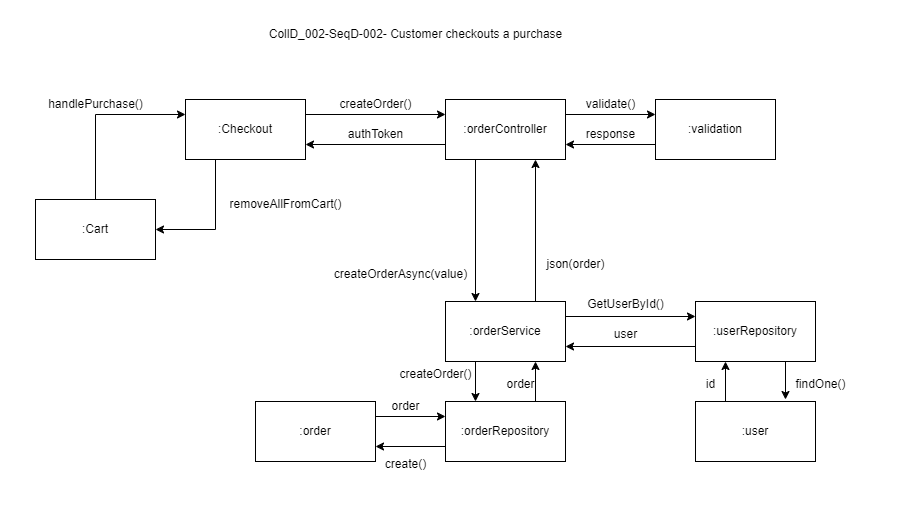 CollD_002-SeqD-002- Customer checkouts a purchase
handlePurchase()
createOrder()
validate()
:Checkout
:orderController
:validation
authToken
response
removeAllFromCart()
:Cart
json(order)
createOrderAsync(value)
GetUserById()
:orderService
user
:userRepository
createOrder()
order
id
findOne()
order
:order
:orderRepository
:user
create()